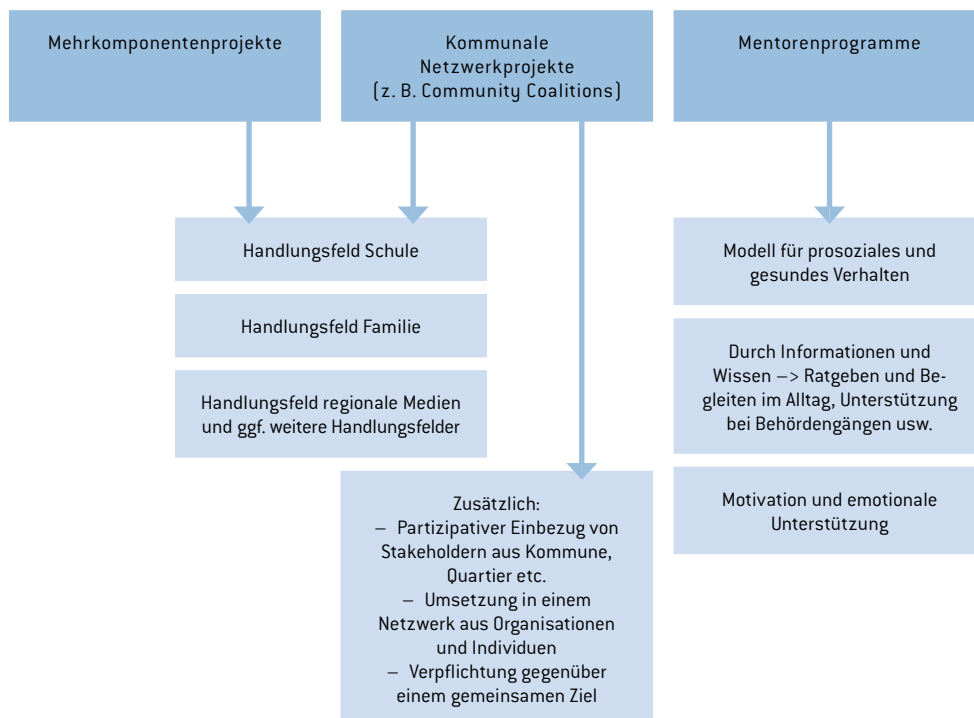 Mehrkomponentenprojekte
Kommunale
Netzwerkprojekte
(z. B. Community Coalitions)
Mentorenprogramme
Handlungsfeld Schule
Handlungsfeld Familie
Handlungsfeld regionale Medien
und ggf. weitere Handlungsfelder
Zusätzlich:
– Partizipativer Einbezug von
Stakeholdern aus Kommune,
Quartier etc.
– Umsetzung in einem
Netzwerk aus Organisationen
und Individuen
– Verpflichtung gegenüber
einem gemeinsamen Ziel
Modell für prosoziales und
gesundes Verhalten
Durch Informationen und
Wissen —> Ratgeben und Be-
gleiten im Alltag, Unterstützung
bei Behördengängen usw.
Motivation und emotionale
Unterstützung